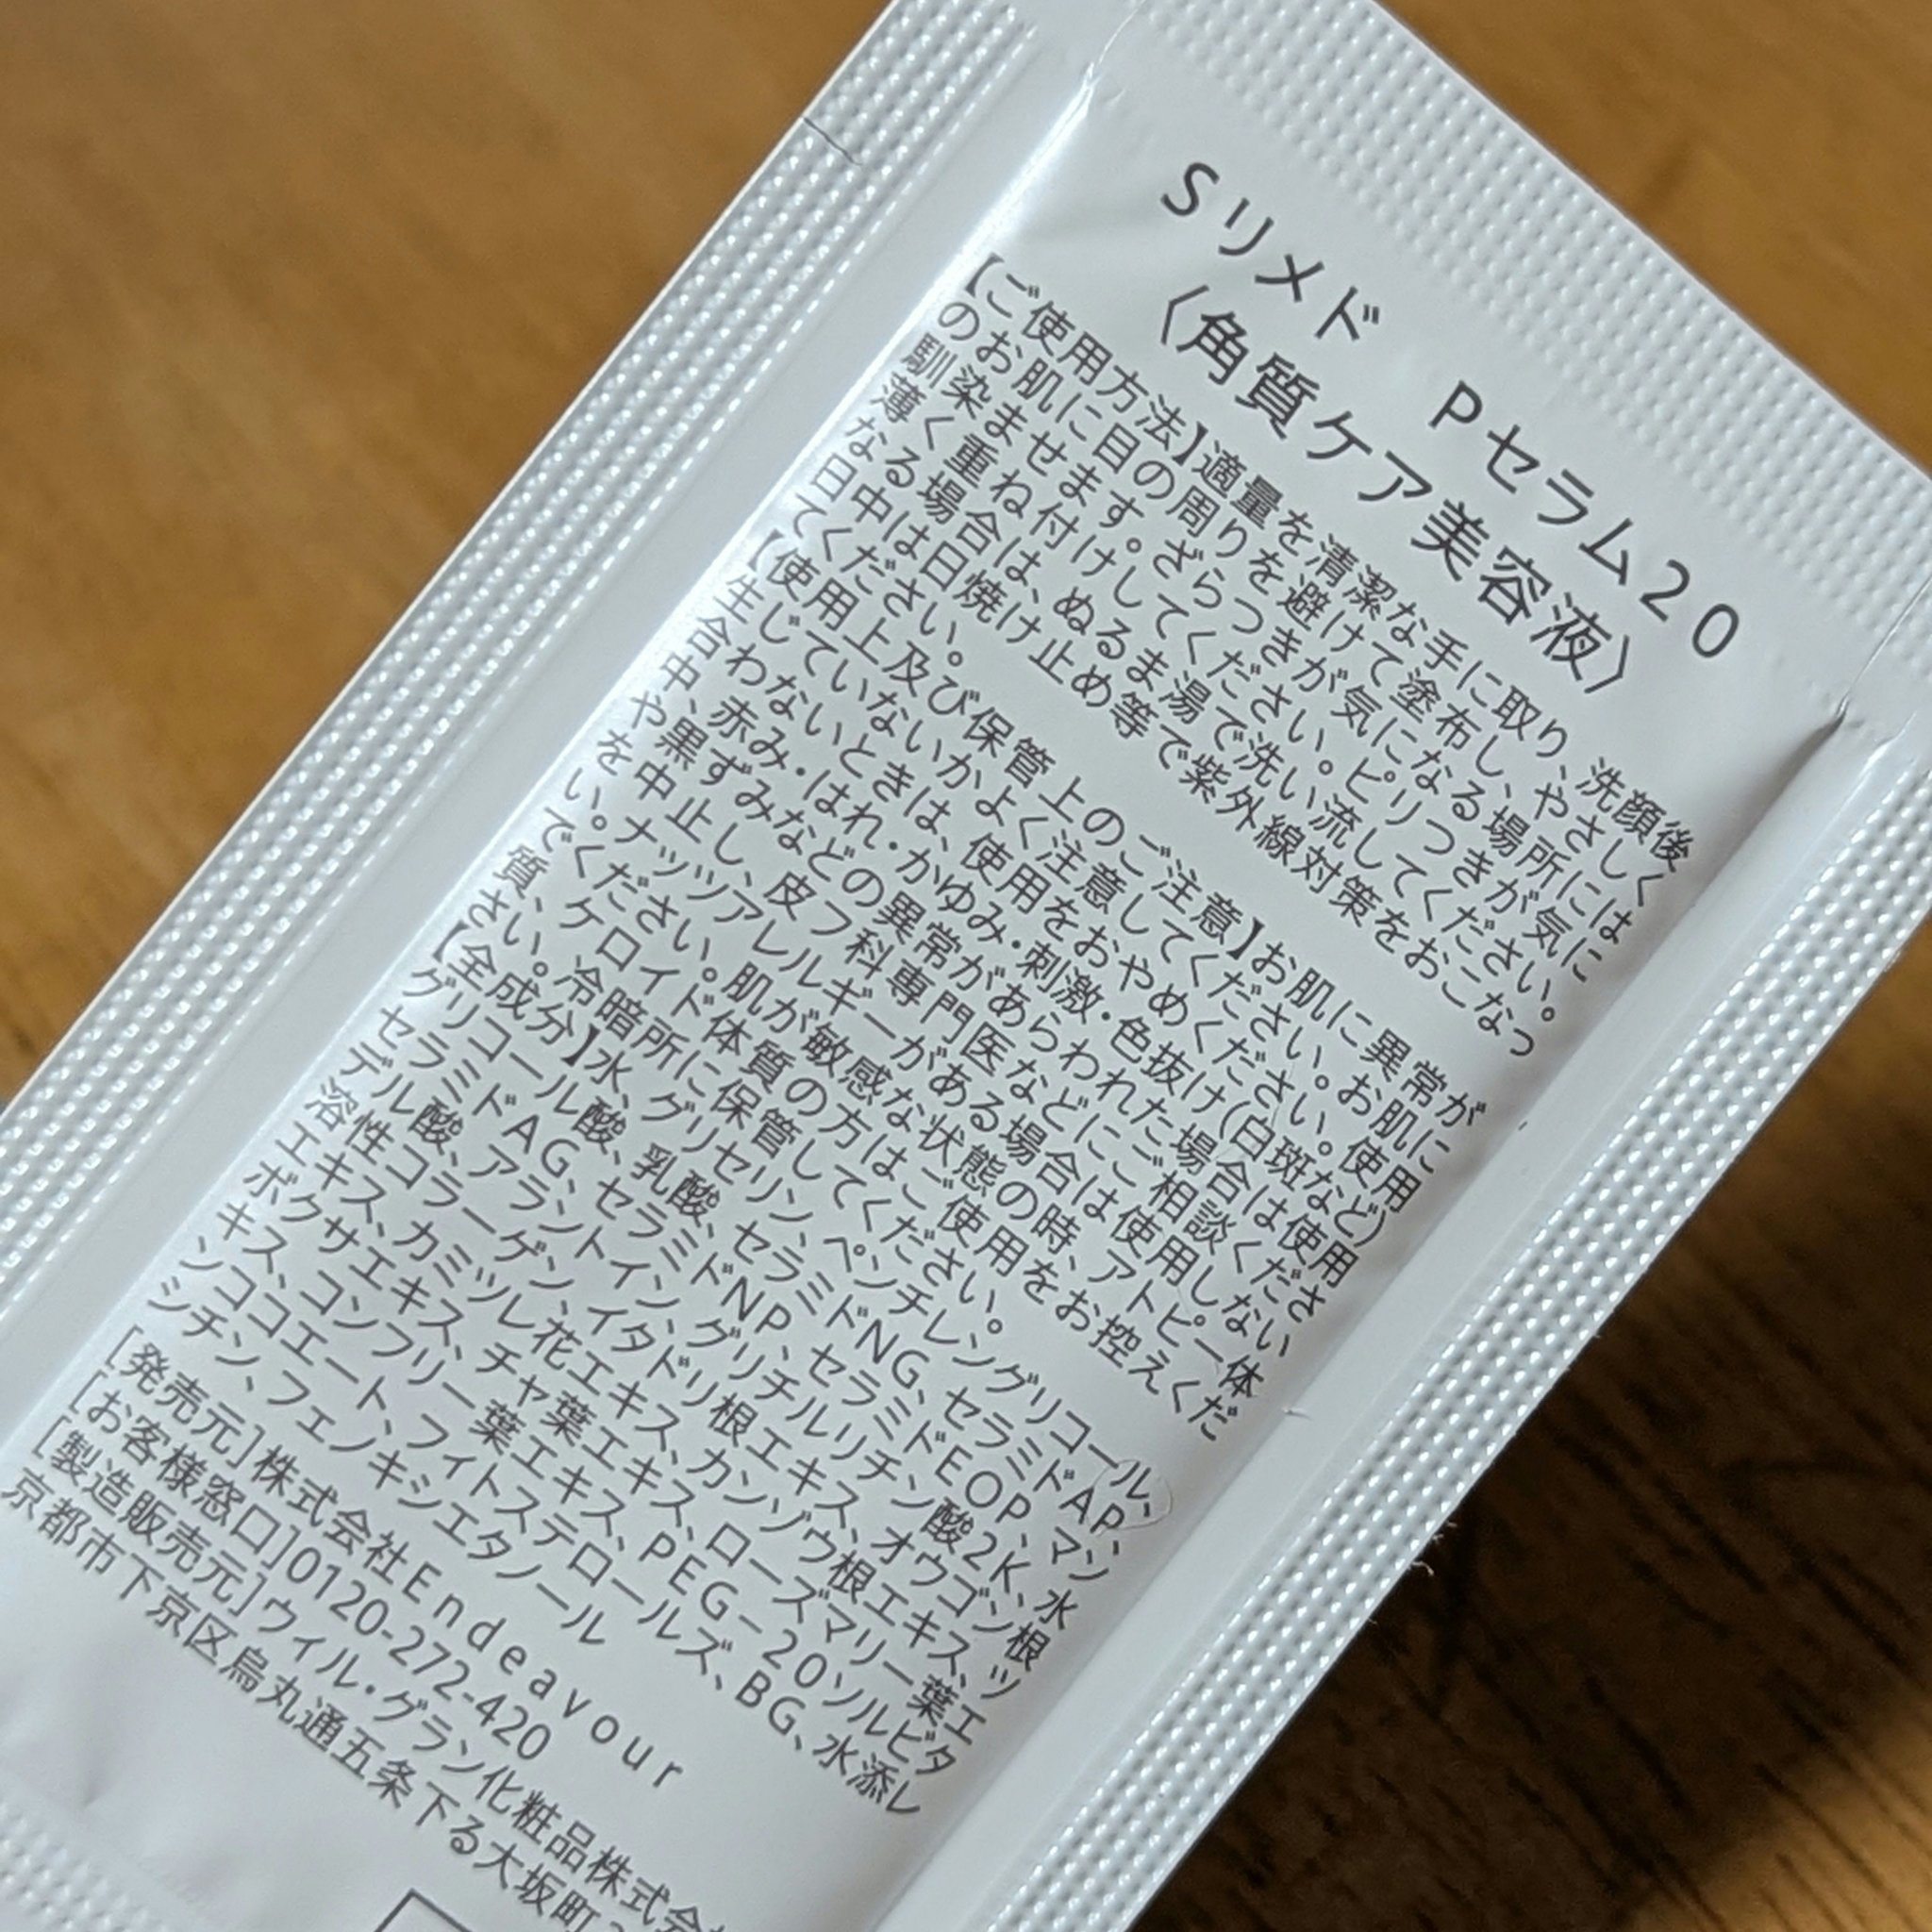 Sリメド Pセラム20
〈角質ケア美容液〉
【ご使用方法】適量を清潔な手に取り、洗顔後
のお肌に目の周りを避けて塗布し、やさしく
馴染ませます。ざらつきが気になる場所には
薄く重ね付けしてください。ピリつきが気に
なる場合は、ぬるま湯で洗い流してください。
日中は日焼け止め等で紫外線対策をおこなっ
てください。
【使用上及び保管上のご注意】お肌に異常が
生じていないかよく注意してください。お肌に
合わないときは、使用をおやめください。使用
中、赤み・はれ・かゆみ・刺激・色抜け(白斑など)
や黒ずみなどの異常があらわれた場合は使用
を中止し、皮フ科専門医などにご相談くださ
い。ナッツアレルギーがある場合は使用しない
でください。肌が敏感な状態の時、アトピー体
質、ケロイド体質の方はご使用をお控えくだ
さい。冷暗所に保管してください。
【全成分】水、グリセリン、ペンチレングリコール、
グリコール酸、乳酸、セラミドNG、セラミドAP、
セラミドAG、セラミドNP、セラミドEOP、マン
デル酸、アラントイン、グリチルリチン酸2K、水
溶性コラーゲン、イタドリ根エキス、オウゴン根
エキス、カミツレ花エキス、カンゾウ根エキス、ツ
ボクサエキス、チャ葉エキス、ローズマリー葉エ
キス、コンフリー葉エキス、PEG-20ソルビタ
ンココエート、フィトステロールズ、BG、水添レ
シチン、フェノキシエタノール
[発売元]株式会社Endeavour
[お客様窓口]0120-272-420
[製造販売元]ウィル・グラン化粧品株式会
京都市下京区烏丸通五条下る大坂町